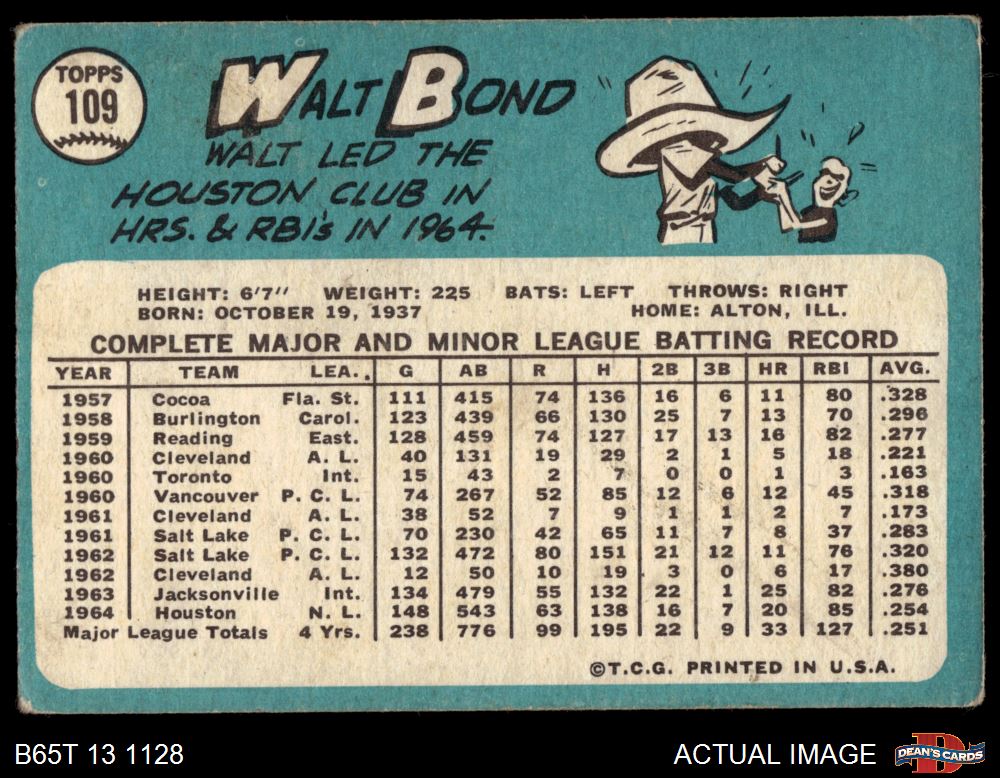 TOPPS
109
WALT BOND
WALT LED THE
HOUSTON CLUB IN
HRS. & RBI's IN 1964.
HEIGHT: 6'7" WEIGHT: 225 BATS: LEFT THROWS: RIGHT
BORN: OCTOBER 19, 1937 HOME: ALTON, ILL.
COMPLETE MAJOR AND MINOR LEAGUE BATTING RECORD
YEAR TEAM LEA. G AB R H 2B 3B HR RBI AVG.
1957 Cocoa Fla. St. 111 415 74 136 16 6 11 80 .328
1958 Burlington Carol. 123 439 66 130 25 7 13 70 .296
1959 Reading East. 128 459 74 127 17 13 16 82 .277
1960 Cleveland A. L. 40 131 19 29 2 1 5 18 .221
1960 Toronto Int. 15 43 2 7 0 0 1 3 .163
1960 Vancouver P. C. L. 74 267 52 85 12 6 12 45 .318
1961 Cleveland A. L. 38 52 7 9 1 1 2 7 .173
1961 Salt Lake P. C. L. 70 230 42 65 11 7 8 37 .283
1962 Salt Lake P. C. L. 132 472 80 151 21 12 11 76 .320
1962 Cleveland A. L. 12 50 10 19 3 0 6 17 .380
1963 Jacksonville Int. 134 479 55 132 22 1 25 82 .276
1964 Houston N. L. 148 543 63 138 16 7 20 85 .254
Major League Totals 4 Yrs. 238 776 99 195 22 9 33 127 .251
©T.C.G. PRINTED IN U.S.A.
B65T 13 1128 ACTUAL IMAGE DEAN'S CARDS